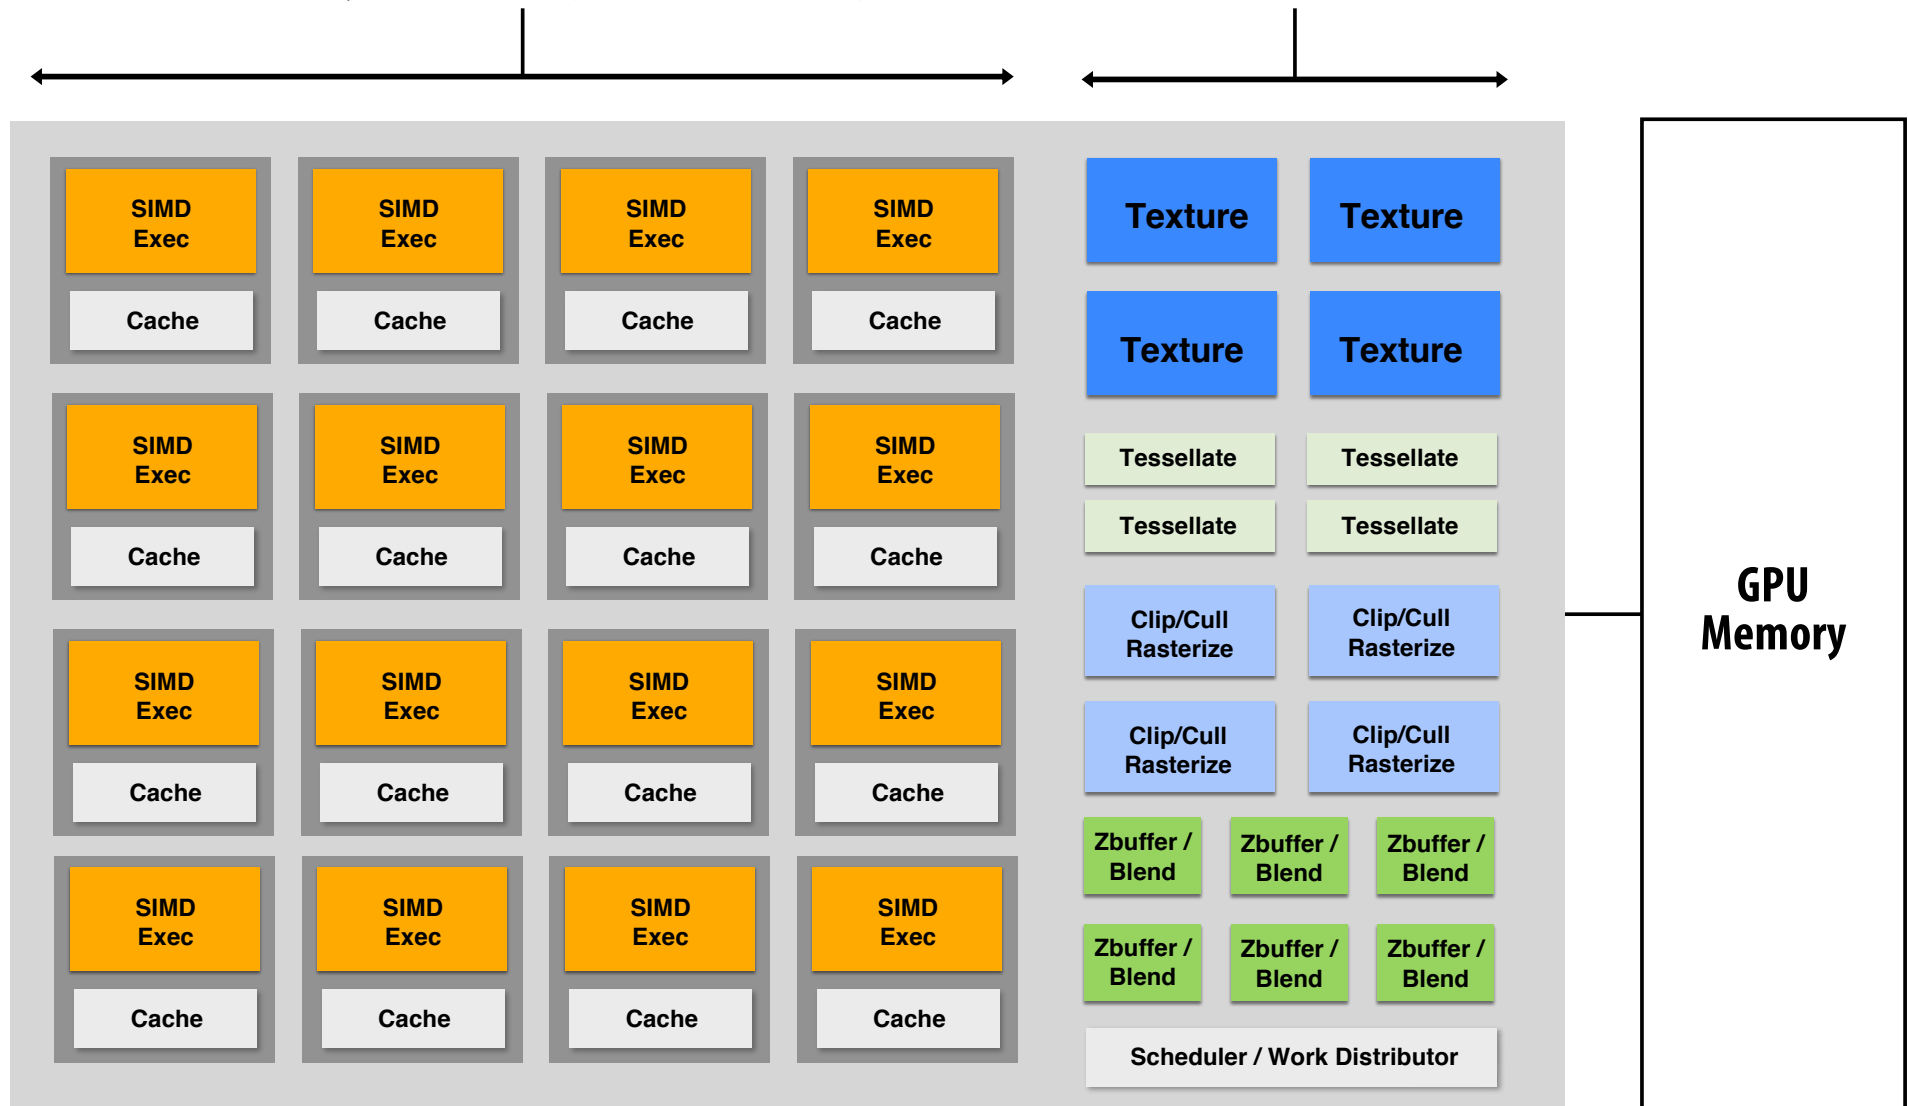 SIMD
Exec
SIMD
Exec
SIMD
Exec
SIMD
Exec
Cache
Cache
Cache
Cache
SIMD
Exec
SIMD
Exec
SIMD
Exec
SIMD
Exec
Cache
Cache
Cache
Cache
SIMD
Exec
SIMD
Exec
SIMD
Exec
SIMD
Exec
Cache
Cache
Cache
Cache
SIMD
Exec
SIMD
Exec
SIMD
Exec
SIMD
Exec
Cache
Cache
Cache
Cache
Texture
Texture
Texture
Texture
Tessellate
Tessellate
Tessellate
Tessellate
Clip/Cull
Rasterize
Clip/Cull
Rasterize
Clip/Cull
Rasterize
Clip/Cull
Rasterize
Zbuffer /
Blend
Zbuffer /
Blend
Zbuffer /
Blend
Zbuffer /
Blend
Zbuffer /
Blend
Zbuffer /
Blend
Scheduler / Work Distributor
GPU
Memory